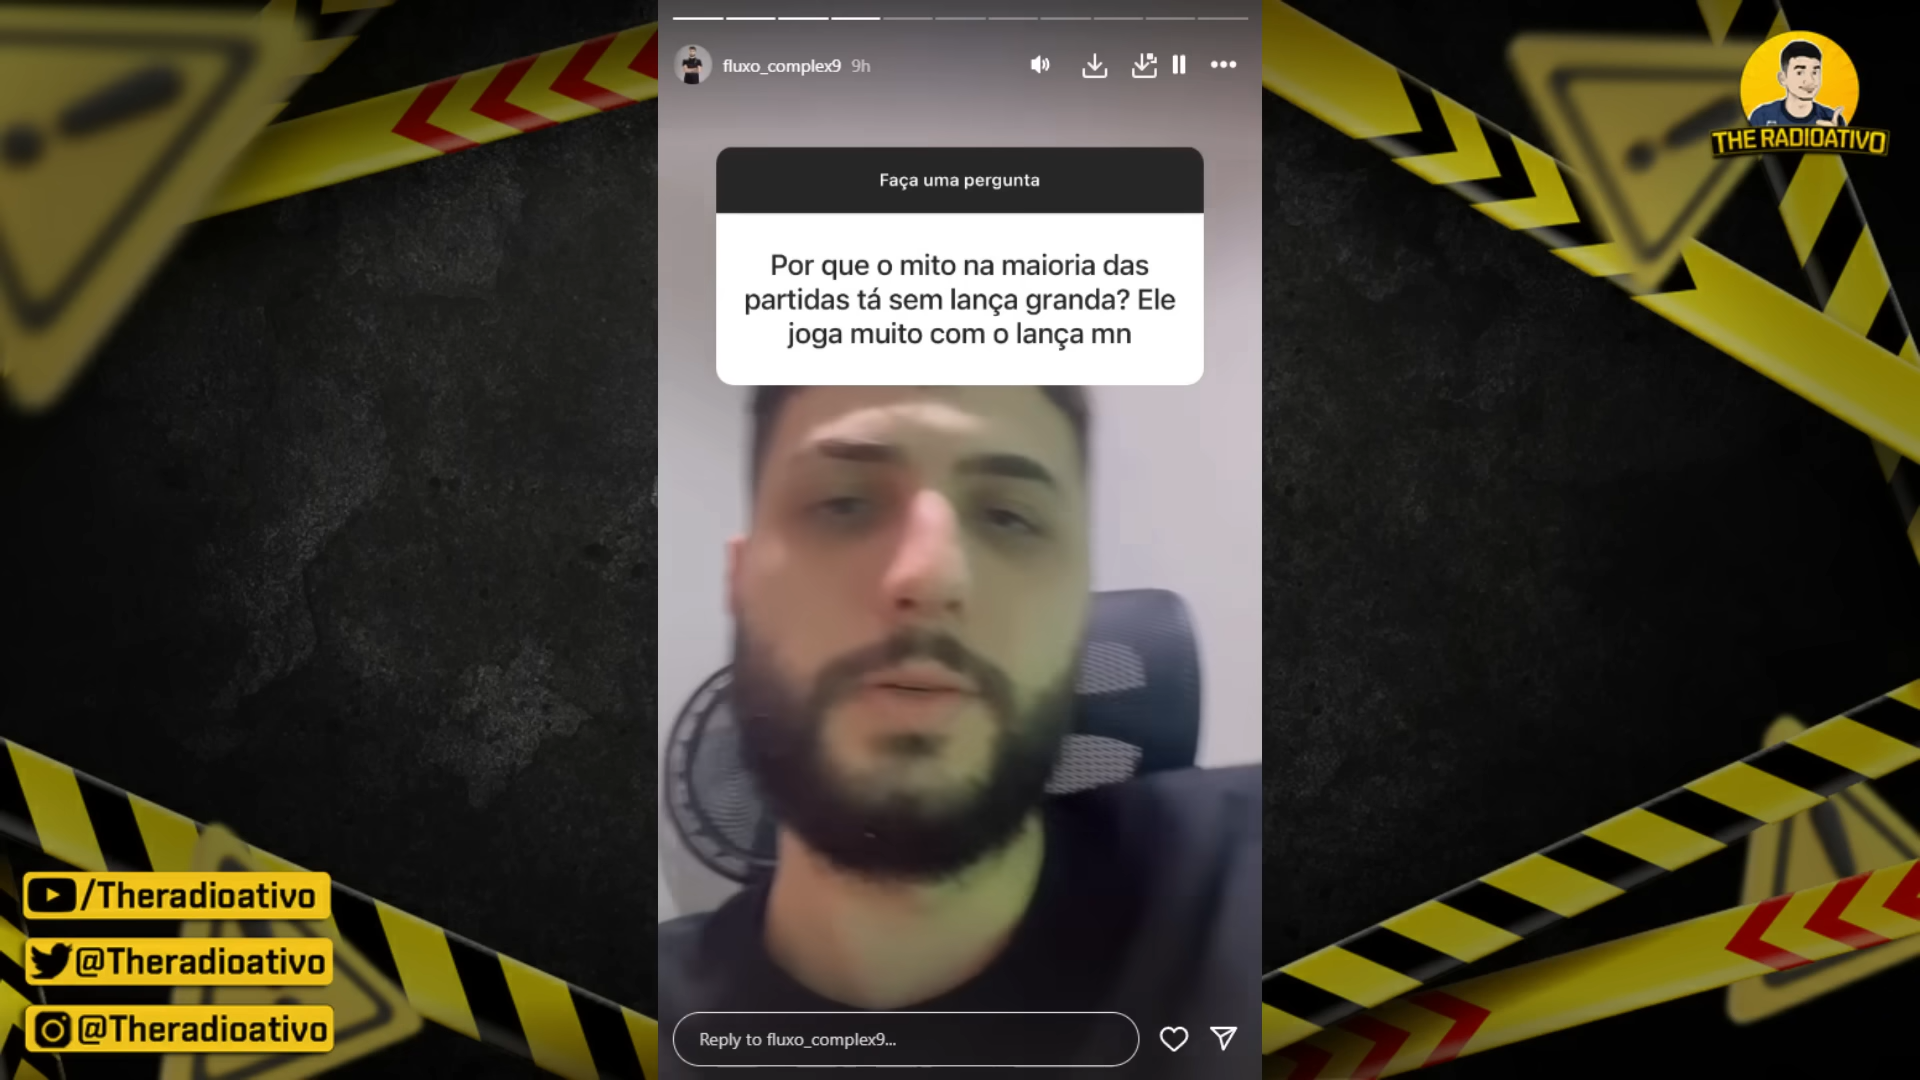 fluxo_complex9 9h
THE RADIOATIVO
Faça uma pergunta
Por que o mito na maioria das
partidas tá sem lança granda? Ele
joga muito com o lança mn
/Theradioativo
@Theradioativo
@Theradioativo
Reply to fluxo_complex9...